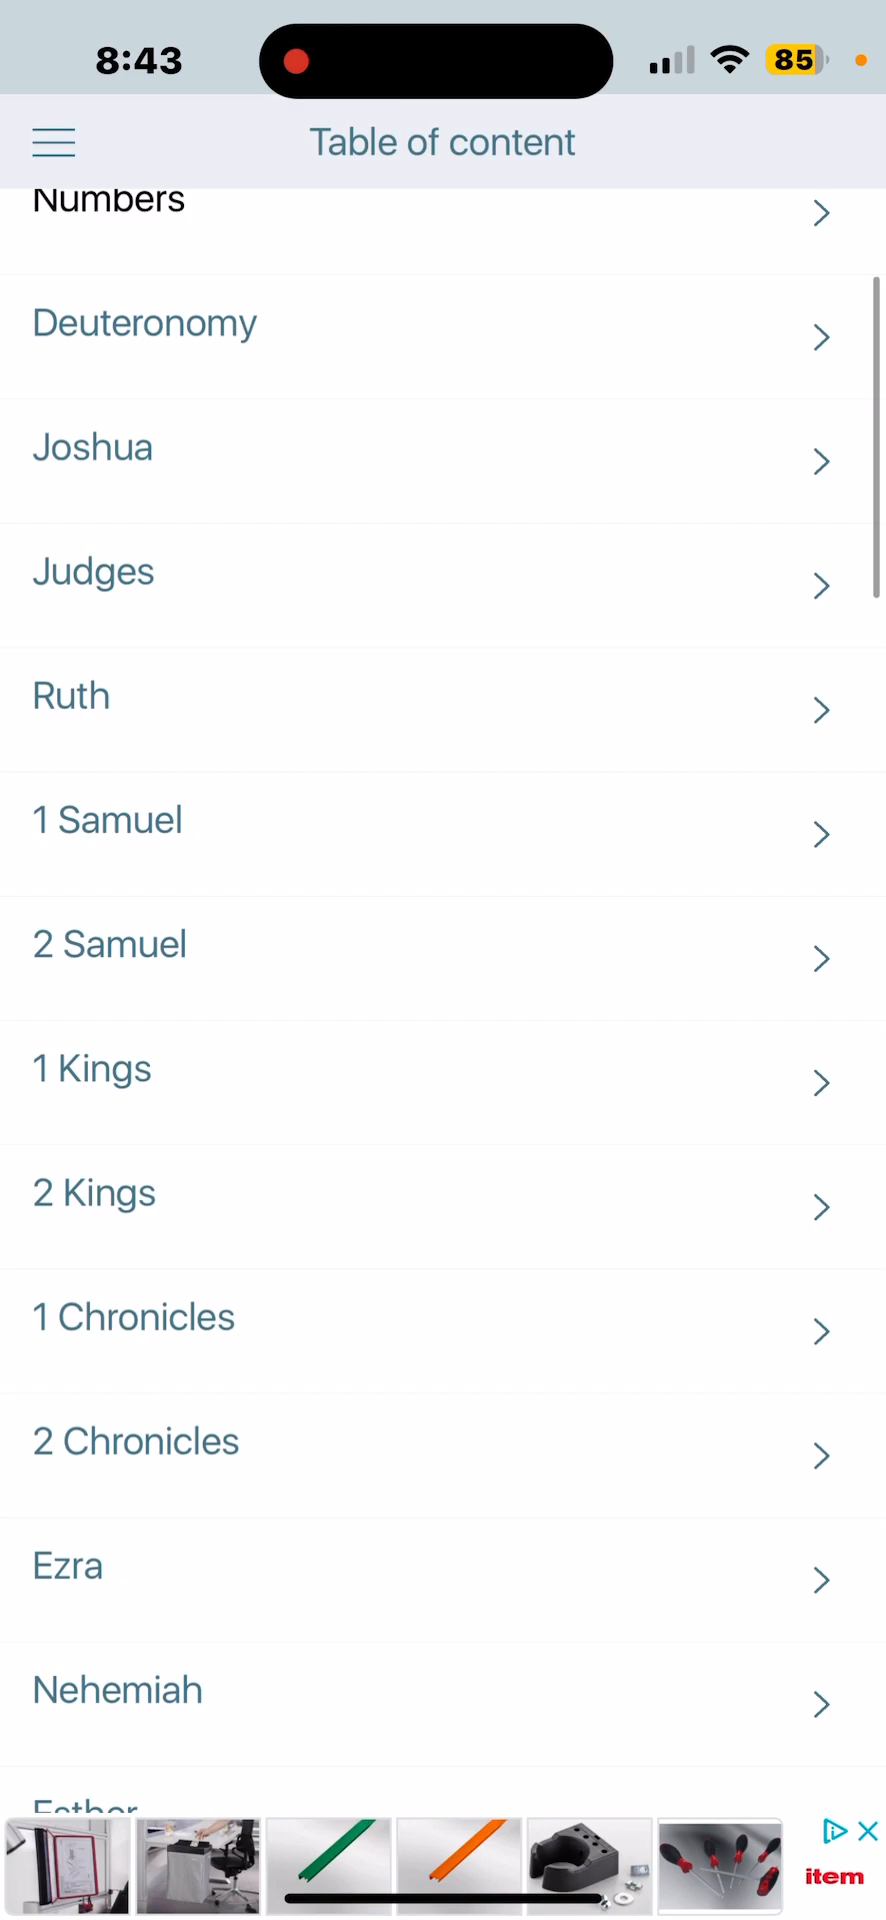 8:43
85
Table of content
Numbers
Deuteronomy
Joshua
Judges
Ruth
1 Samuel
2 Samuel
1 Kings
2 Kings
1 Chronicles
2 Chronicles
Ezra
Nehemiah
Esther
item